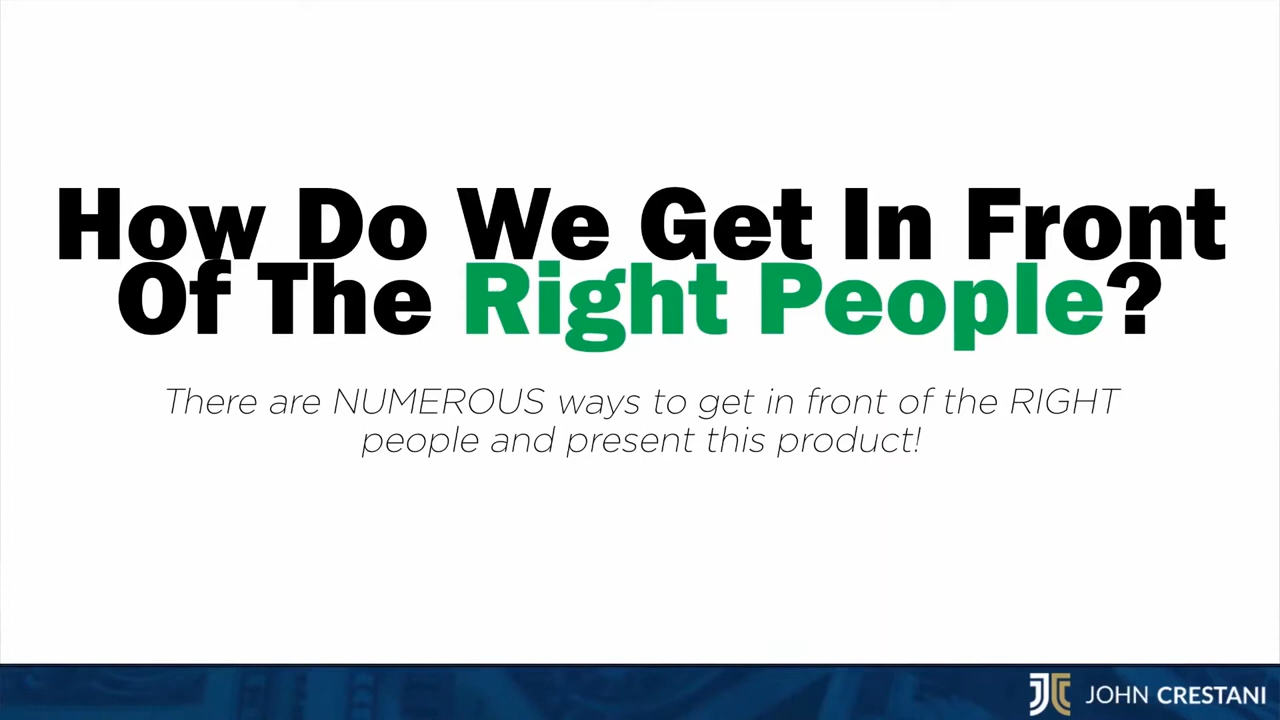 How Do We Get In Front
Of The Right People?
There are NUMEROUS ways to get in front of the RIGHT
people and present this product!
JOHN CRESTANI